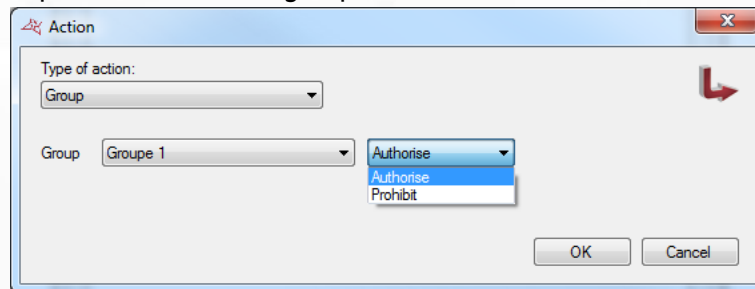 Action
Type of action:
Group
Group Groupe 1 Authorise
Authorise
Prohibit
OK Cancel